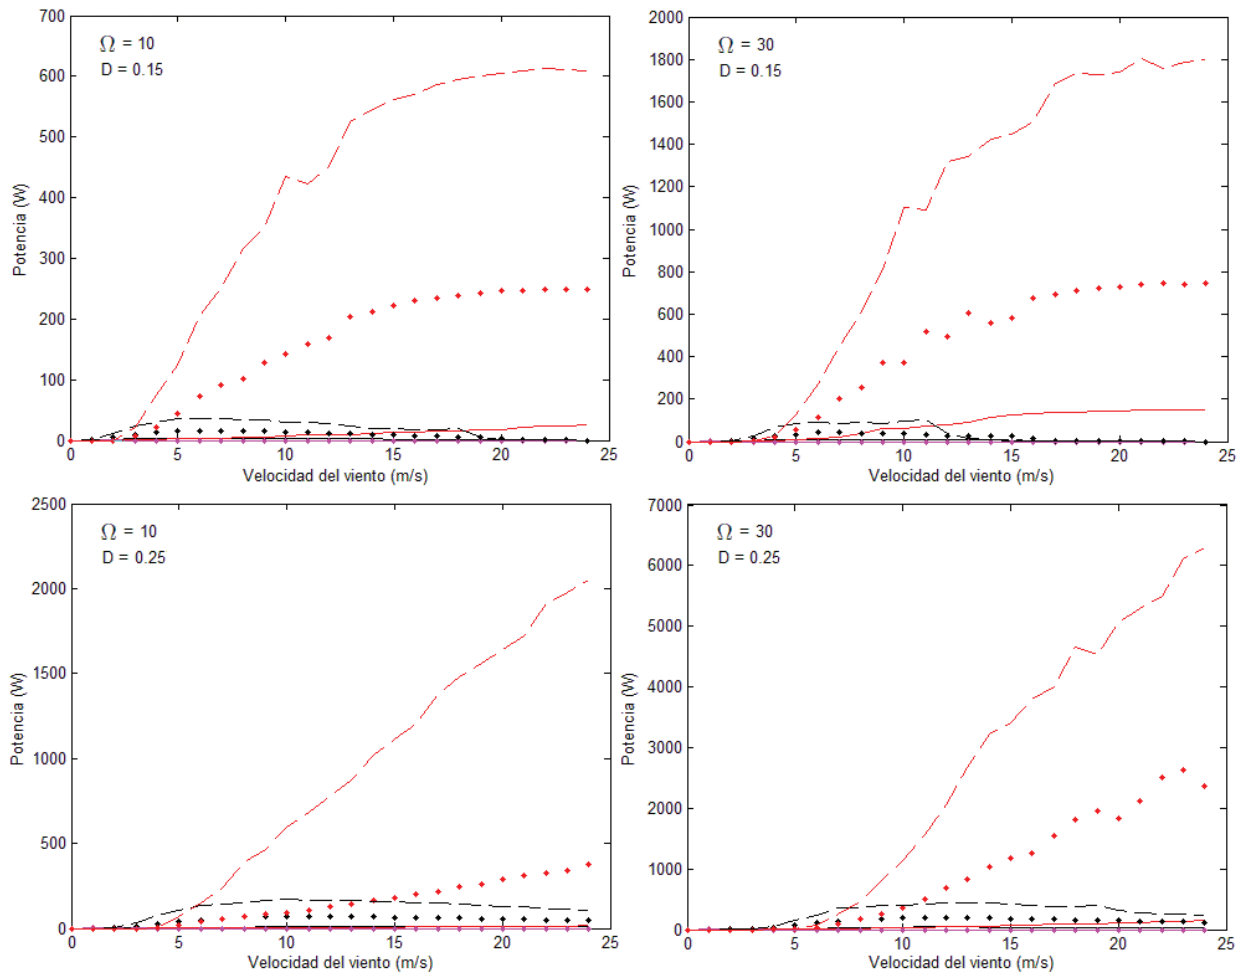 700
600
500
400
300
200
100
0
Potencia (W)
Ω = 10
D = 0.15
0 5 10 15 20 25
Velocidad del viento (m/s)
2000
1800
1600
1400
1200
1000
800
600
400
200
0
Potencia (W)
Ω = 30
D = 0.15
0 5 10 15 20 25
Velocidad del viento (m/s)
2500
2000
1500
1000
500
0
Potencia (W)
Ω = 10
D = 0.25
0 5 10 15 20 25
Velocidad del viento (m/s)
7000
6000
5000
4000
3000
2000
1000
0
Potencia (W)
Ω = 30
D = 0.25
0 5 10 15 20 25
Velocidad del viento (m/s)